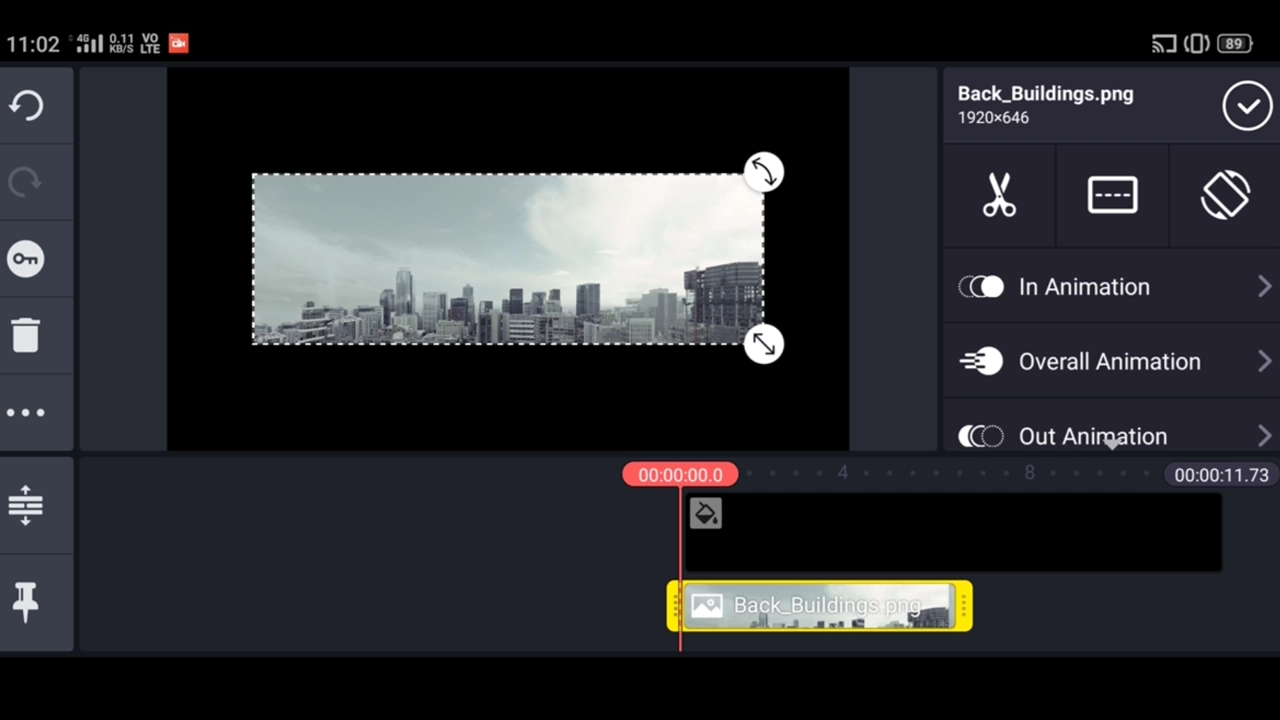 11:02 4G 0.11 KB/S VO LTE 89
Back_Buildings.png
1920×646
In Animation
Overall Animation
Out Animation
00:00:00.0 4 8 00:00:11.73
Back_Buildings.png